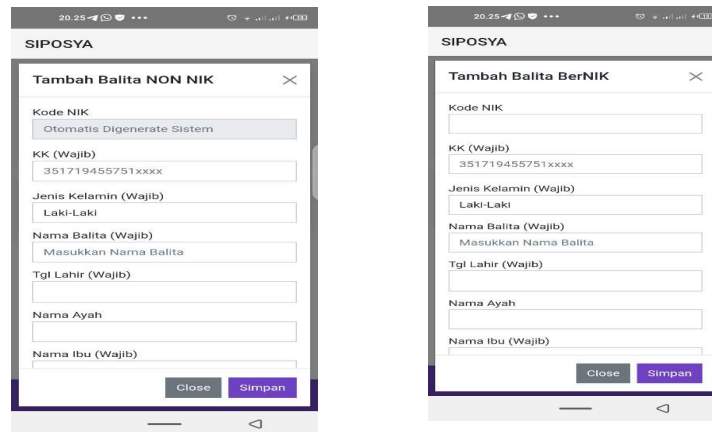 20.25
SIPOSYA
Tambah Balita NON NIK
Kode NIK
Otomatis Digenerate Sistem
KK (Wajib)
351719455751xxxx
Jenis Kelamin (Wajib)
Laki-Laki
Nama Balita (Wajib)
Masukkan Nama Balita
Tgl Lahir (Wajib)
Nama Ayah
Nama Ibu (Wajib)
Close Simpan
20.25
SIPOSYA
Tambah Balita BerNIK
Kode NIK
KK (Wajib)
351719455751xxxx
Jenis Kelamin (Wajib)
Laki-Laki
Nama Balita (Wajib)
Masukkan Nama Balita
Tgl Lahir (Wajib)
Nama Ayah
Nama Ibu (Wajib)
Close Simpan